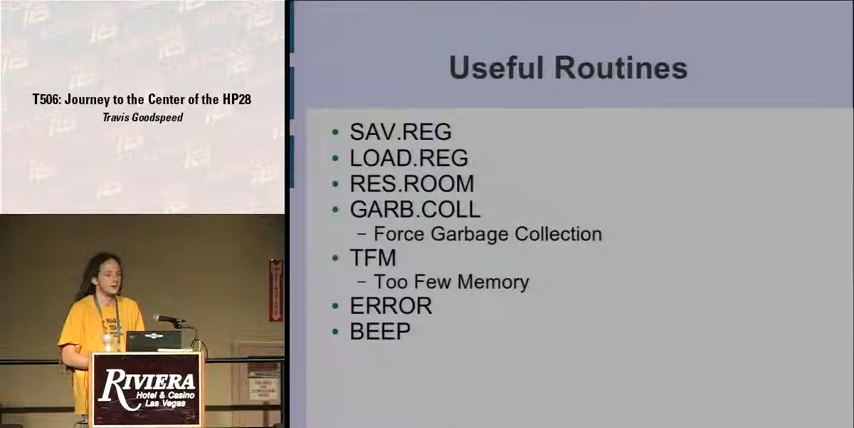 T506: Journey to the Center of the HP28
Travis Goodspeed
Useful Routines
• SAV.REG
• LOAD.REG
• RES.ROOM
• GARB.COLL
– Force Garbage Collection
• TFM
– Too Few Memory
• ERROR
• BEEP
RIVIERA
Hotel & Casino
Las Vegas